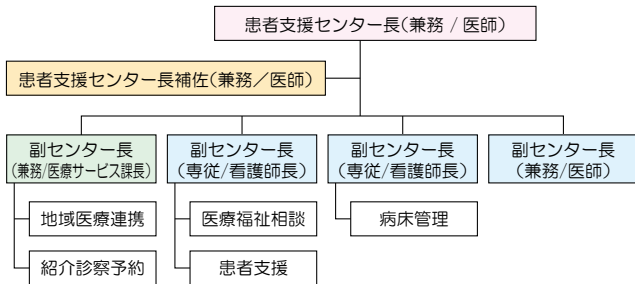 患者支援センター長(兼務 / 医師)
患者支援センター長補佐(兼務／医師)
副センター長
(兼務/医療サービス課長)
副センター長
(専従/看護師長)
副センター長
(専従/看護師長)
副センター長
(兼務/医師)
地域医療連携
医療福祉相談
病床管理
紹介診察予約
患者支援